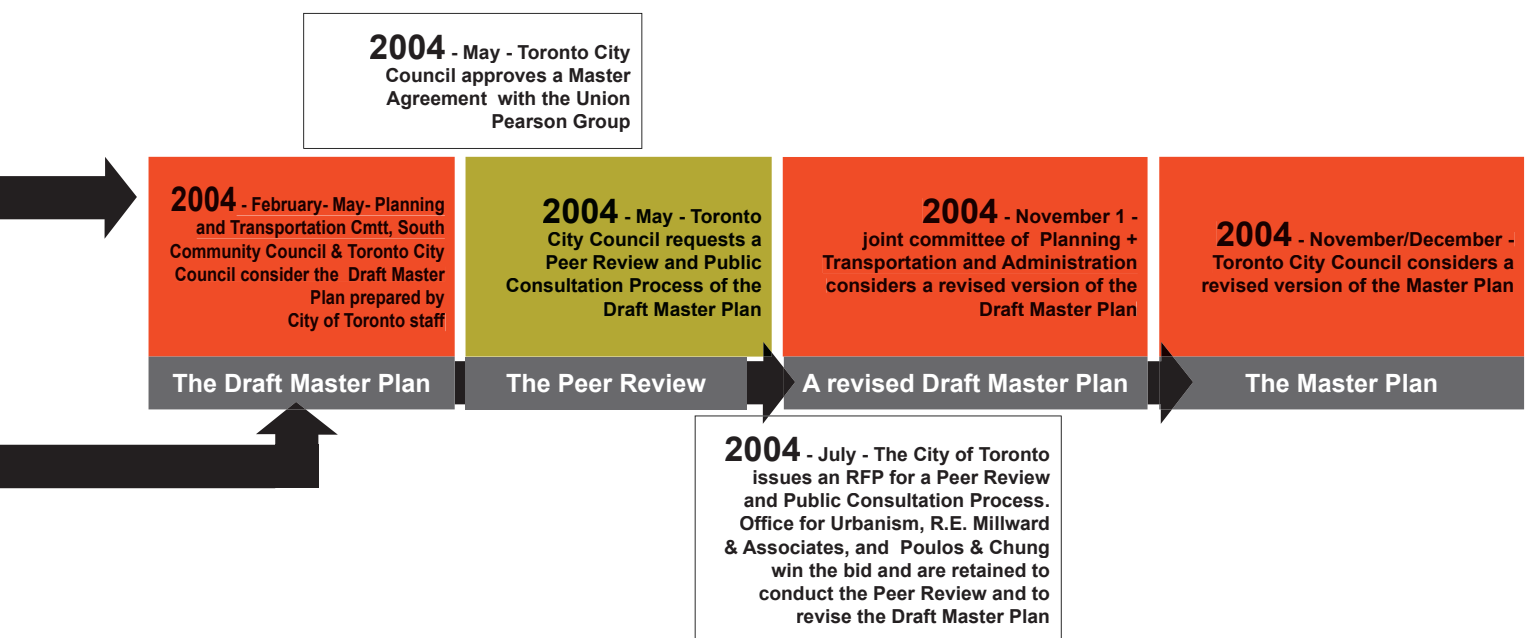 2004 - May - Toronto City
Council approves a Master
Agreement with the Union
Pearson Group
2004 - February- May- Planning
and Transportation Cmtt, South
Community Council & Toronto City
Council consider the Draft Master
Plan prepared by
City of Toronto staff
The Draft Master Plan
2004 - May - Toronto
City Council requests a
Peer Review and Public
Consultation Process of the
Draft Master Plan
The Peer Review
2004 - November 1 -
joint committee of Planning +
Transportation and Administration
considers a revised version of the
Draft Master Plan
A revised Draft Master Plan
2004 - November/December -
Toronto City Council considers a
revised version of the Master Plan
The Master Plan
2004 - July - The City of Toronto
issues an RFP for a Peer Review
and Public Consultation Process.
Office for Urbanism, R.E. Millward
& Associates, and Poulos & Chung
win the bid and are retained to
conduct the Peer Review and to
revise the Draft Master Plan